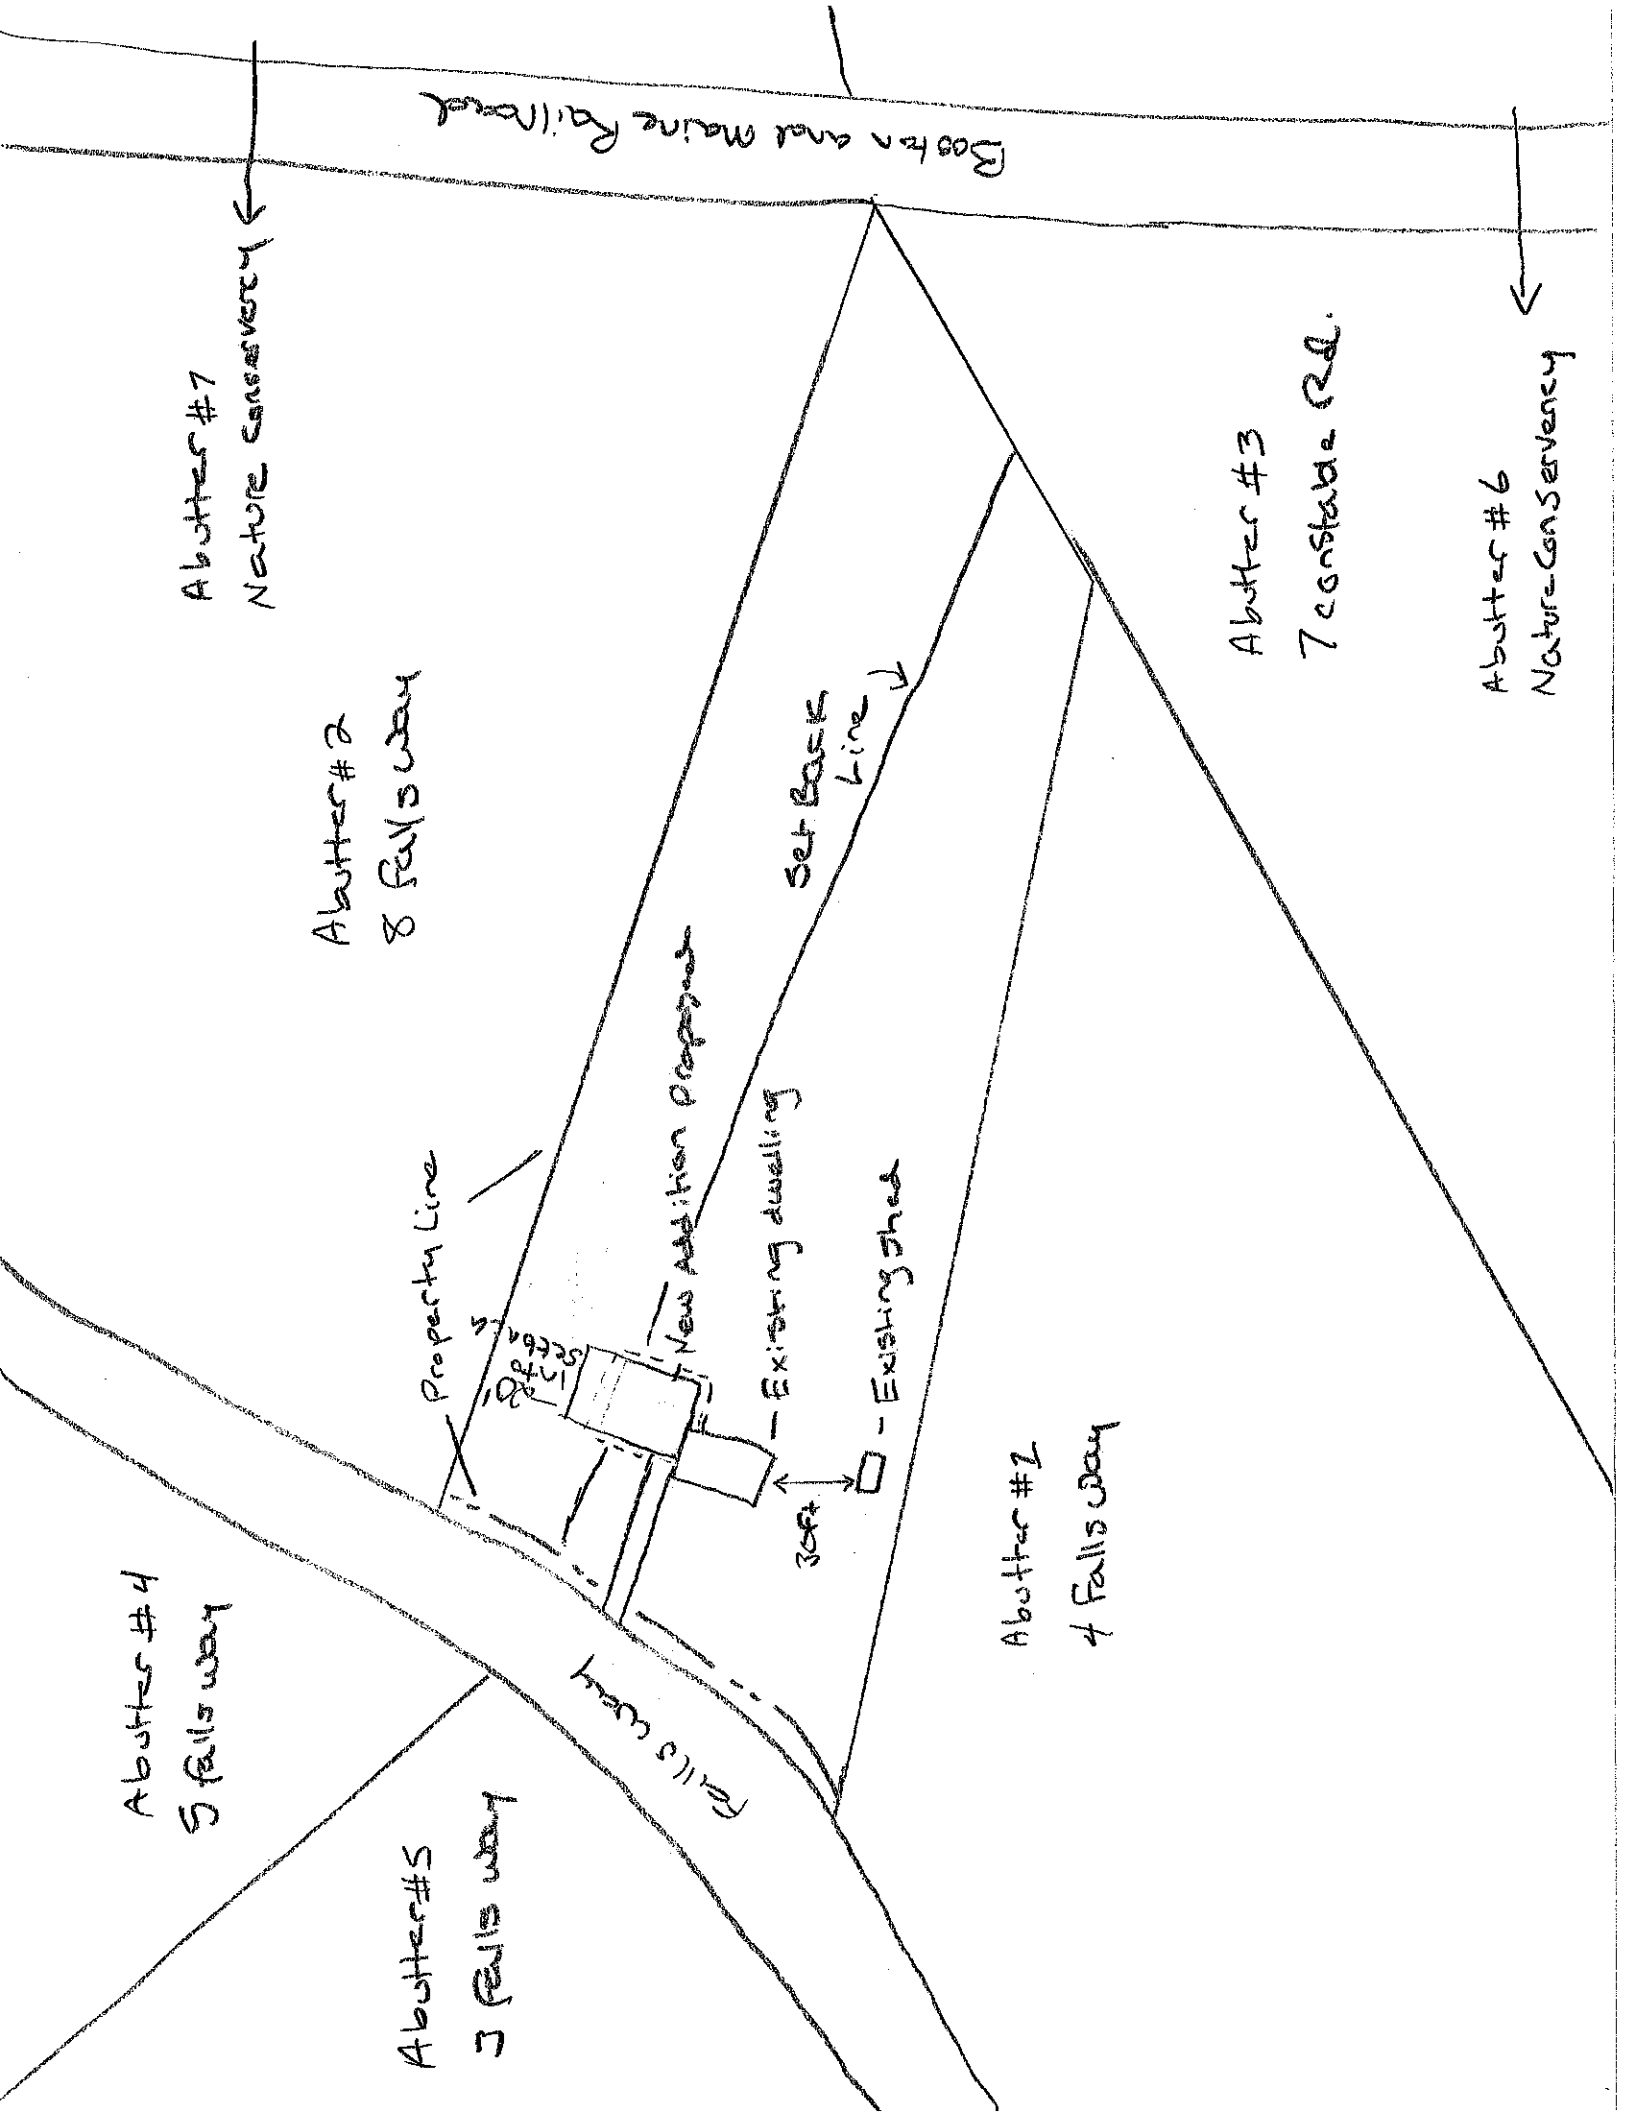 Boston and Maine Railroad
Abutter #7
Nature Conservency
Abutter #2
8 Falls Way
Abutter #3
7 Constable Rd.
Abutter #6
Nature Conservency
Set Back
Line
Property Line
Setback
New Addition Proposed
Existing dwelling
Existing Shed
30ft
Abutter #1
4 Falls Way
Falls Way
Abutter #4
5 Falls Way
Abutter #5
3 Falls Way